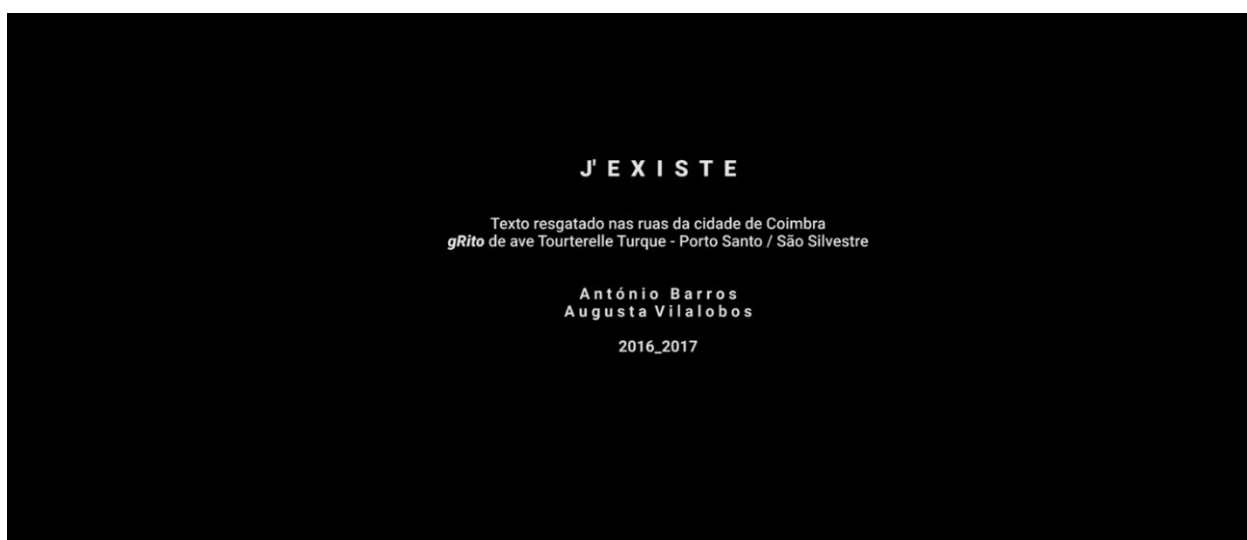 J' E X I S T E
Texto resgatado nas ruas da cidade de Coimbra
gRito de ave Tourterelle Turque - Porto Santo / São Silvestre
António Barros
Augusta Vilalobos
2016_2017